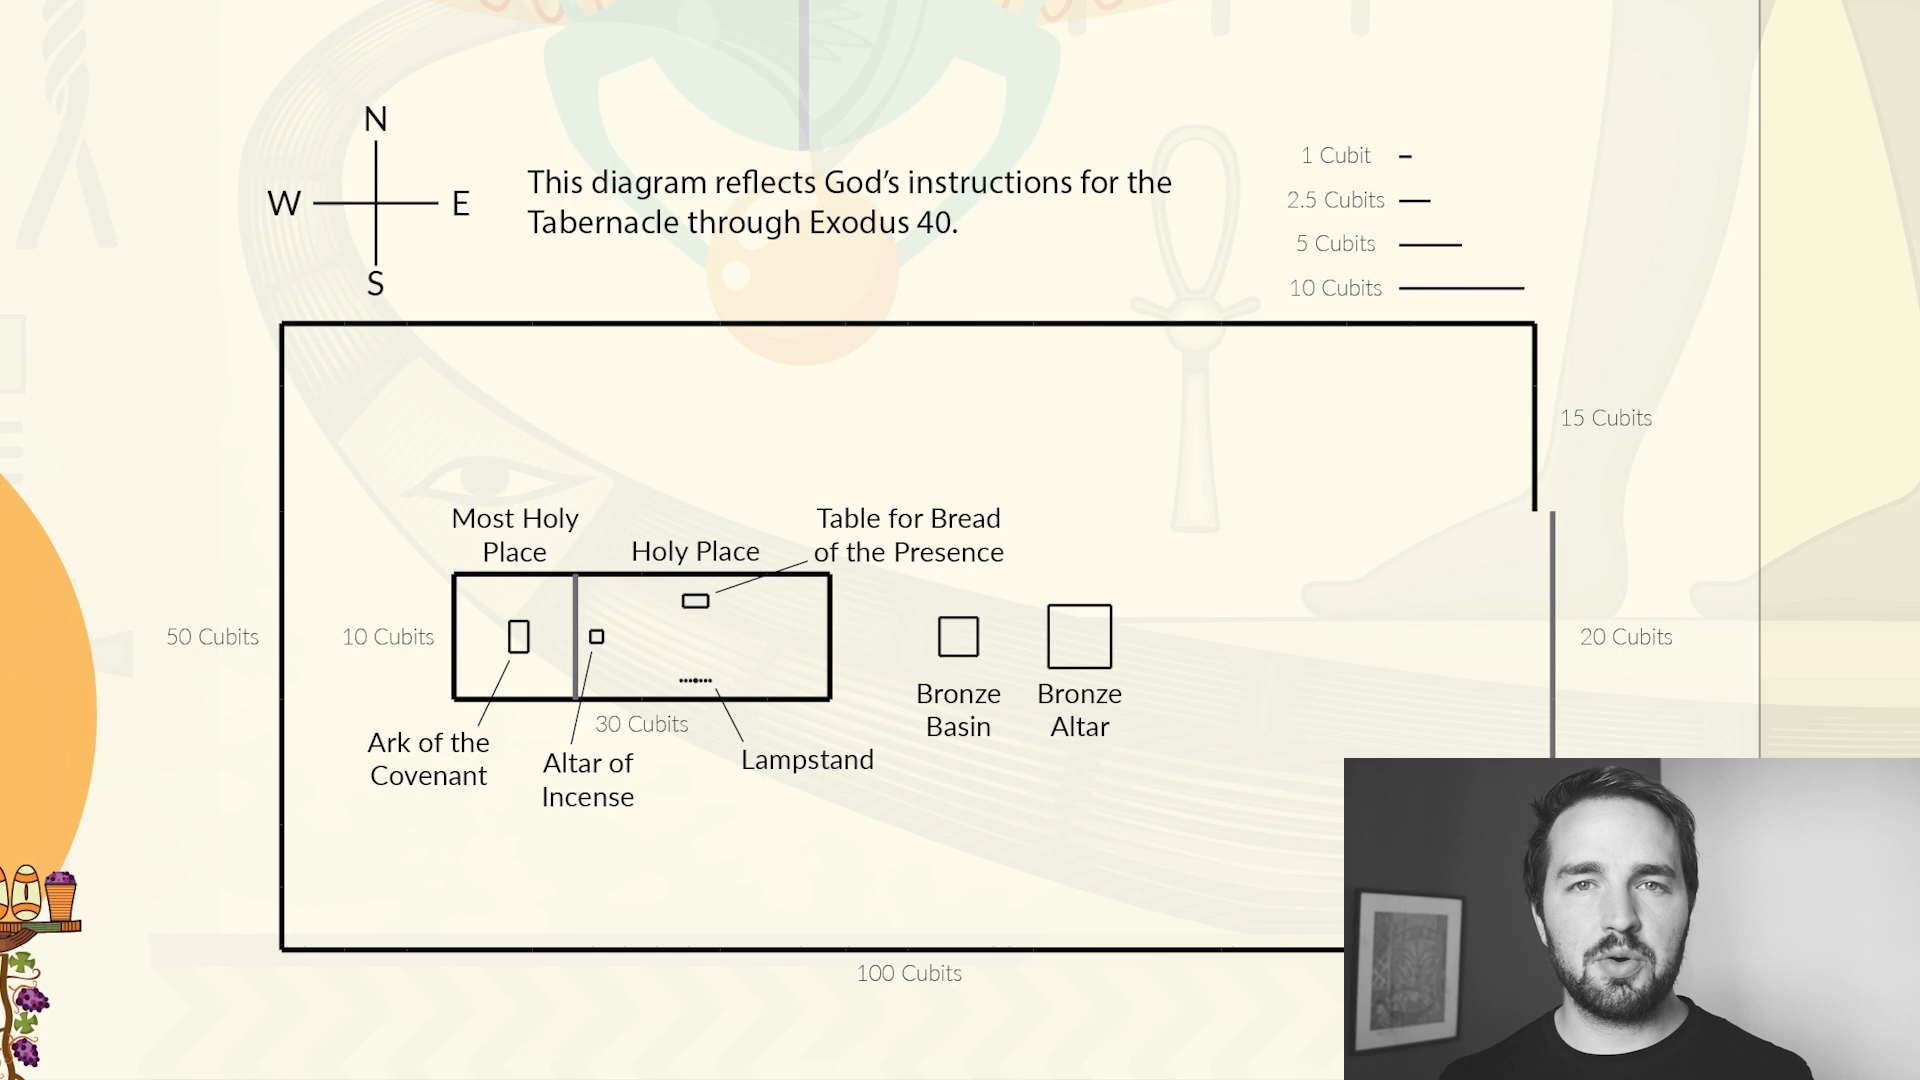 N
W E
S
This diagram reflects God’s instructions for the
Tabernacle through Exodus 40.
1 Cubit
2.5 Cubits
5 Cubits
10 Cubits
15 Cubits
Most Holy
Place
Holy Place
Table for Bread
of the Presence
50 Cubits
10 Cubits
20 Cubits
30 Cubits
Ark of the
Covenant
Altar of
Incense
Lampstand
Bronze
Basin
Bronze
Altar
100 Cubits